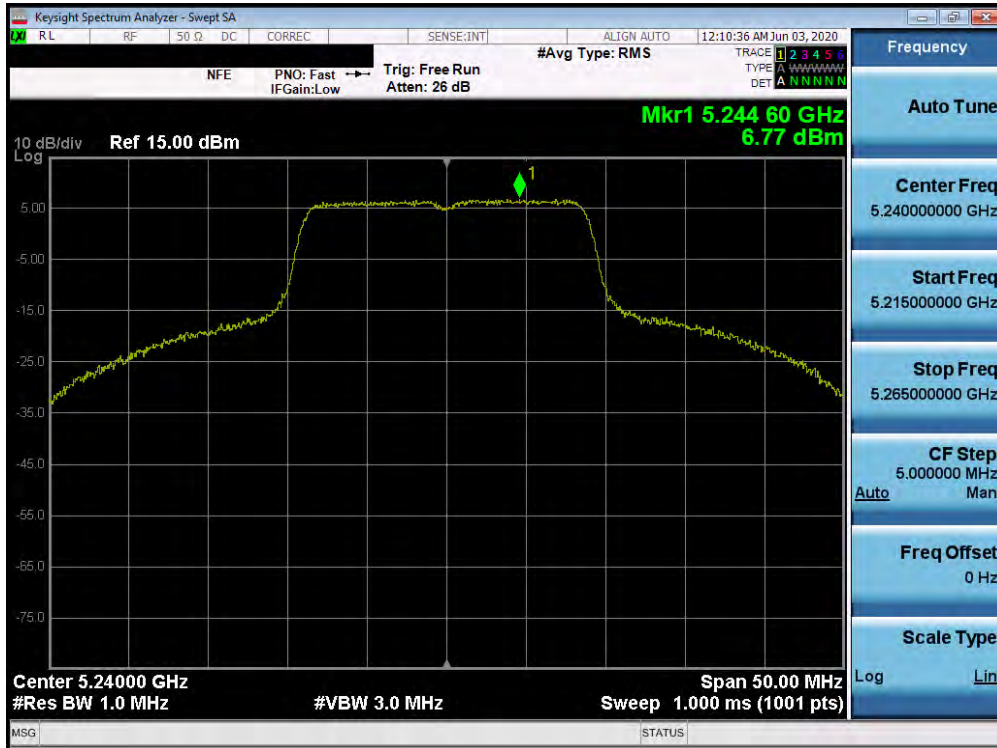 Keysight Spectrum Analyzer - Swept SA
LXI RL RF 50 Ω DC CORREC SENSE:INT ALIGN AUTO 12:10:36 AM Jun 03, 2020
#Avg Type: RMS TRACE 1 2 3 4 5 6
NFE PNO: Fast Trig: Free Run TYPE A WWWWW
IFGain:Low Atten: 26 dB DET A N N N N N
Mkr1 5.244 60 GHz
10 dB/div Ref 15.00 dBm 6.77 dBm
Log
1
5.00
-5.00
-15.0
-25.0
-35.0
-45.0
-55.0
-65.0
-75.0
Center 5.24000 GHz Span 50.00 MHz
#Res BW 1.0 MHz #VBW 3.0 MHz Sweep 1.000 ms (1001 pts)
MSG STATUS
Frequency
Auto Tune
Center Freq
5.240000000 GHz
Start Freq
5.215000000 GHz
Stop Freq
5.265000000 GHz
CF Step
5.000000 MHz
Auto Man
Freq Offset
0 Hz
Scale Type
Log Lin